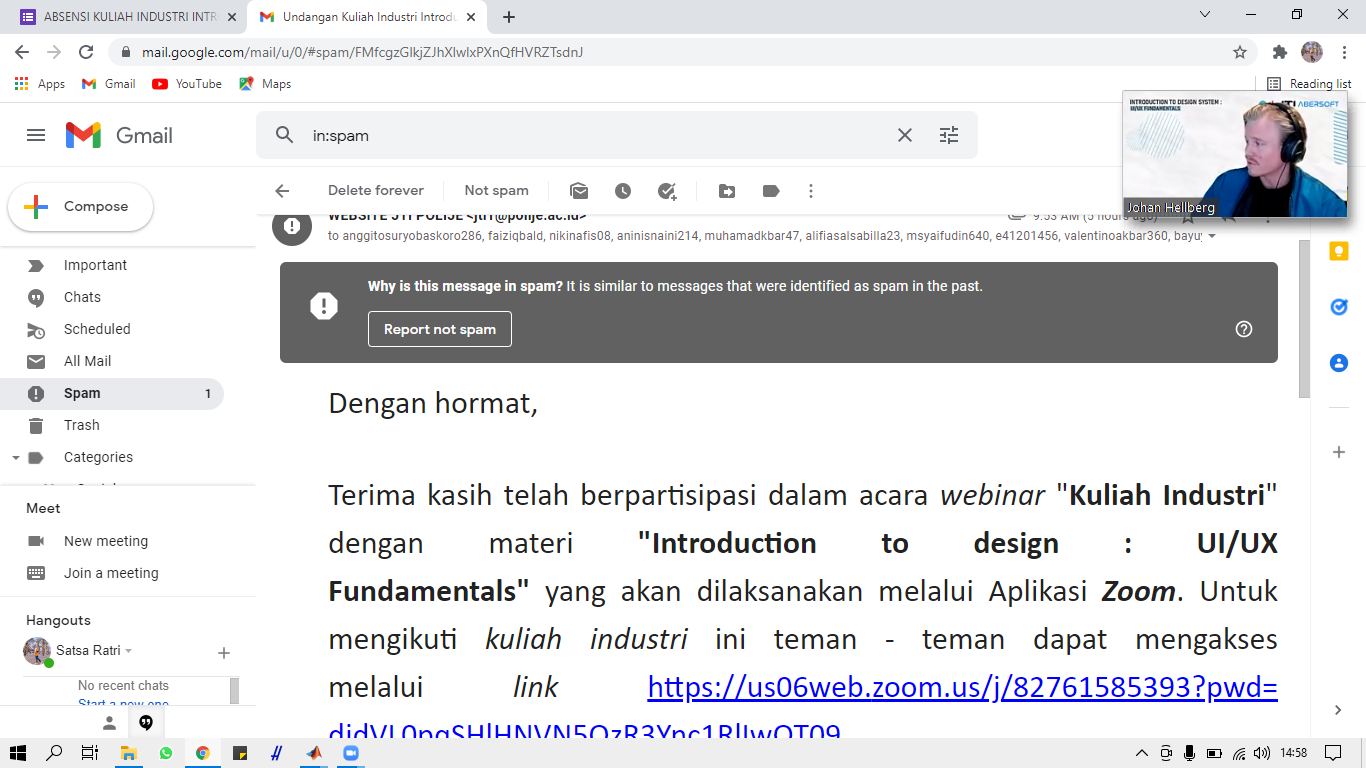 ABSENSI KULIAH INDUSTRI INTR
Undangan Kuliah Industri Introdu
mail.google.com/mail/u/0/#spam/FMfcgzGlkjZJhXlwlxPXnQfHVRZTsdnJ
Apps
Gmail
YouTube
Maps
Reading list
Gmail
in:spam
INTRODUCTION TO DESIGN SYSTEM :
UI/UX FUNDAMENTALS
JTI ABERSOFT
Johan Hellberg
Compose
Delete forever
Not spam
WEBSITE JTI POLIJE <jti1@polije.ac.id>
9:53 AM (5 hours ago)
to anggitosuryobaskoro286, faiziqbald, nikinafis08, aninisnaini214, muhamadkbar47, alifiasalsabilla23, msyaifudin640, e41201456, valentinoakbar360, bayuy
Important
Chats
Scheduled
All Mail
Spam 1
Trash
Categories
Meet
New meeting
Join a meeting
Hangouts
Satsa Ratri
No recent chats
Start a new one
Why is this message in spam? It is similar to messages that were identified as spam in the past.
Report not spam
Dengan hormat,
Terima kasih telah berpartisipasi dalam acara webinar "Kuliah Industri"
dengan materi "Introduction to design : UI/UX
Fundamentals" yang akan dilaksanakan melalui Aplikasi Zoom. Untuk
mengikuti kuliah industri ini teman - teman dapat mengakses
melalui link https://us06web.zoom.us/j/82761585393?pwd=
14:58